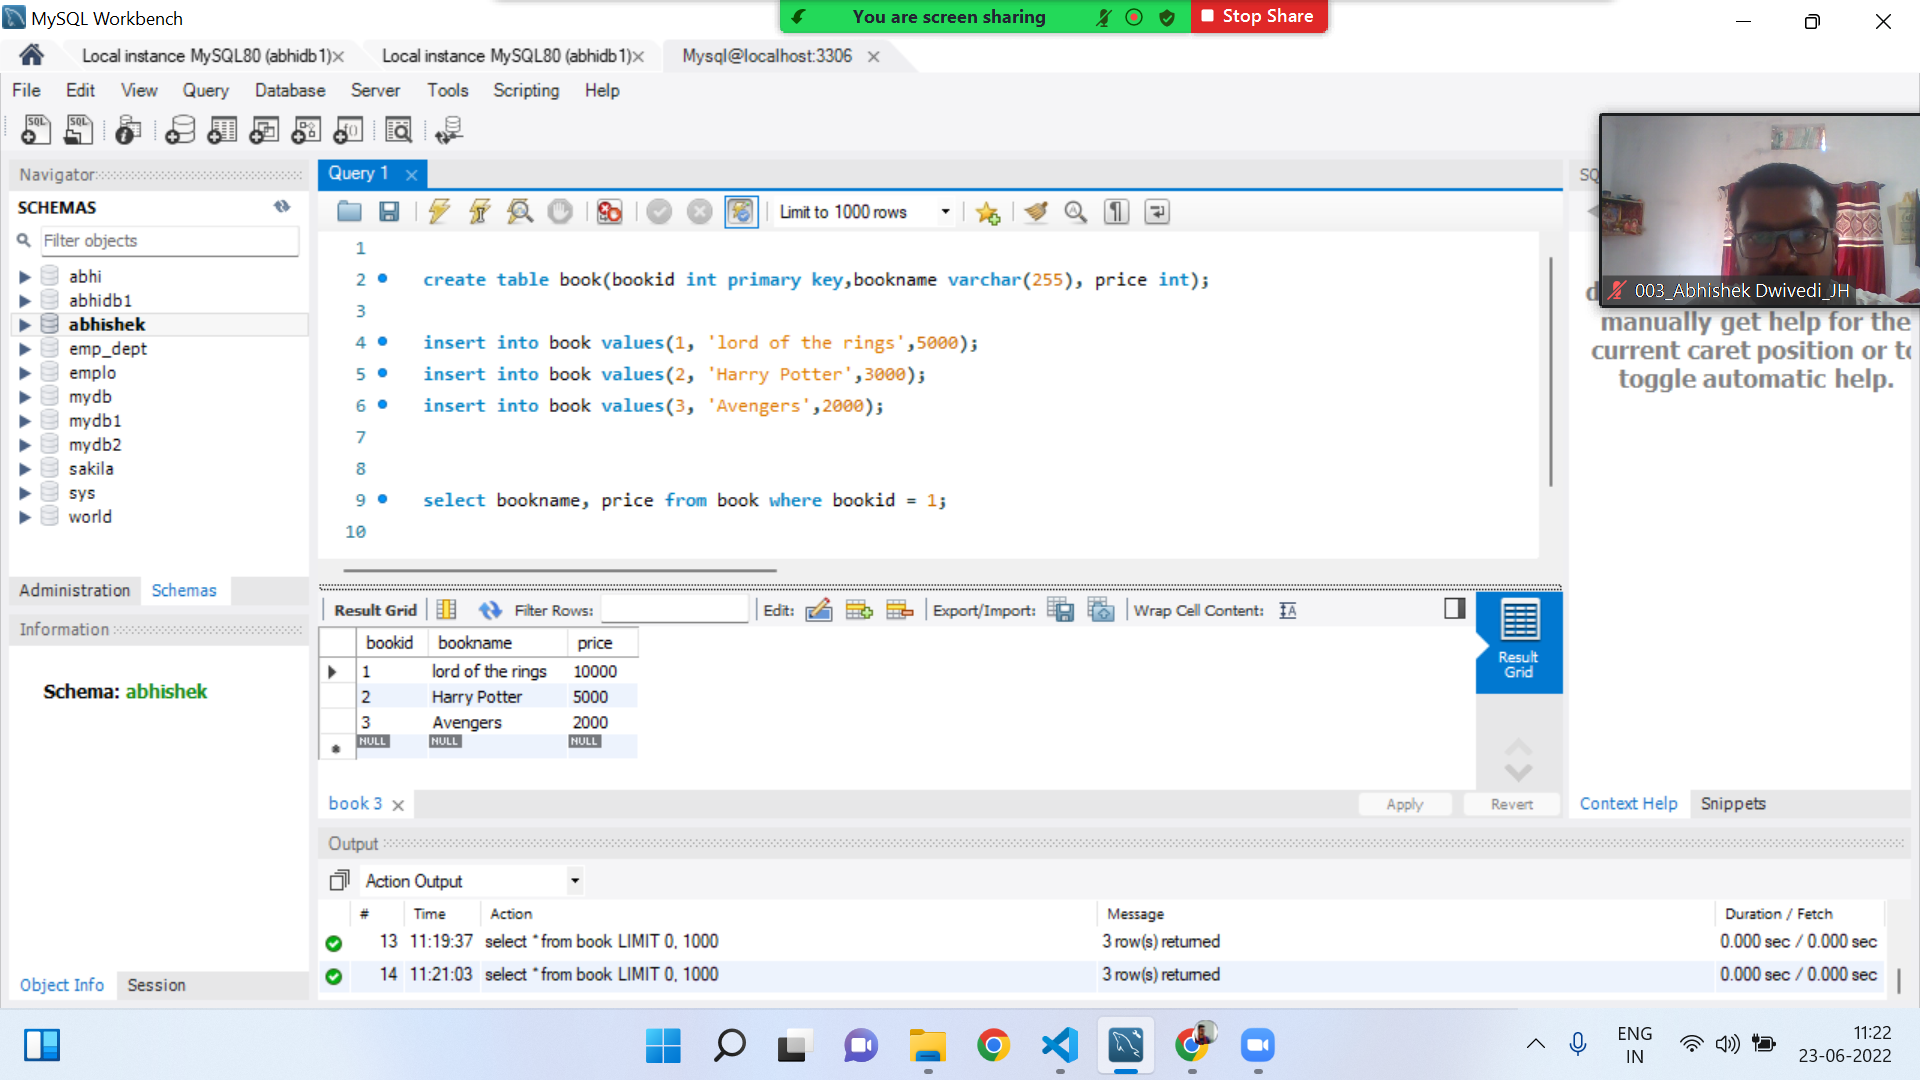 MySQL Workbench
You are screen sharing
Stop Share
Local instance MySQL80 (abhidb1)
Local instance MySQL80 (abhidb1)
Mysql@localhost:3306
File Edit View Query Database Server Tools Scripting Help
Navigator
SCHEMAS
Filter objects
abhi
abhidb1
abhishek
emp_dept
emplo
mydb
mydb1
mydb2
sakila
sys
world
Administration Schemas
Information
Schema: abhishek
Object Info Session
Query 1
Limit to 1000 rows
1
2 create table book(bookid int primary key,bookname varchar(255), price int);
3
4 insert into book values(1, 'lord of the rings',5000);
5 insert into book values(2, 'Harry Potter',3000);
6 insert into book values(3, 'Avengers',2000);
7
8
9 select bookname, price from book where bookid = 1;
10
Result Grid Filter Rows: Edit: Export/Import: Wrap Cell Content:
bookid bookname price
1 lord of the rings 10000
2 Harry Potter 5000
3 Avengers 2000
NULL NULL NULL
Result
Grid
book 3
Apply Revert
003_Abhishek Dwivedi_JH
manually get help for the
current caret position or to
toggle automatic help.
Context Help Snippets
Output
Action Output
# Time Action Message Duration / Fetch
13 11:19:37 select * from book LIMIT 0, 1000 3 row(s) returned 0.000 sec / 0.000 sec
14 11:21:03 select * from book LIMIT 0, 1000 3 row(s) returned 0.000 sec / 0.000 sec
ENG
IN
11:22
23-06-2022